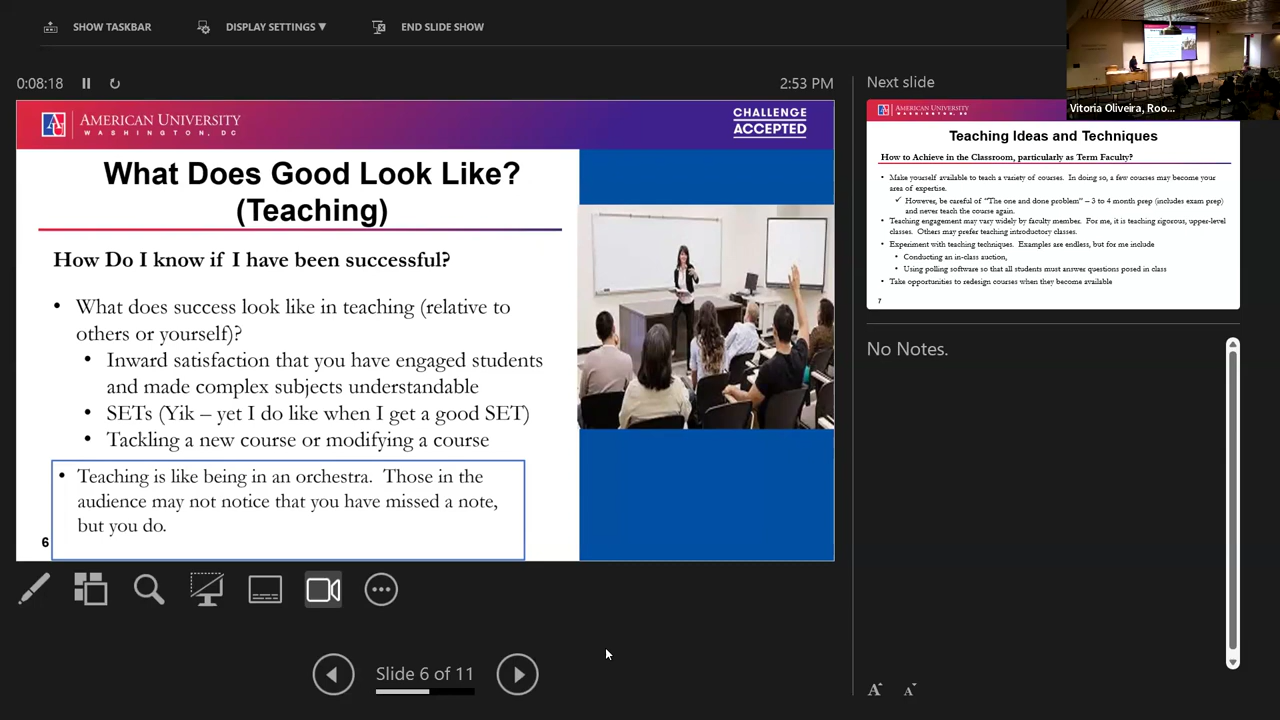 SHOW TASKBAR
DISPLAY SETTINGS ▼
END SLIDE SHOW
0:08:18
2:53 PM
AMERICAN UNIVERSITY
WASHINGTON, DC
CHALLENGE
ACCEPTED
What Does Good Look Like?
(Teaching)
How Do I know if I have been successful?
• What does success look like in teaching (relative to
others or yourself)?
• Inward satisfaction that you have engaged students
and made complex subjects understandable
• SETs (Yik – yet I do like when I get a good SET)
• Tackling a new course or modifying a course
• Teaching is like being in an orchestra. Those in the
audience may not notice that you have missed a note,
but you do.
6
Slide 6 of 11
Next slide
Vitoria Oliveira, Roo...
AMERICAN UNIVERSITY
Teaching Ideas and Techniques
How to Achieve in the Classroom, particularly as Term Faculty?
• Make yourself available to teach a variety of courses. In doing so, a few courses may become your
area of expertise.
✓ However, be careful of "The one and done problem" – 3 to 4 month prep (includes exam prep)
and never teach the course again.
• Teaching engagement may vary widely by faculty member. For me, it is teaching rigorous, upper-level
classes. Others may prefer teaching introductory classes.
• Experiment with teaching techniques. Examples are endless, but for me include
• Conducting an in-class auction,
• Using polling software so that all students must answer questions posed in class
• Take opportunities to redesign courses when they become available
7
No Notes.
A A